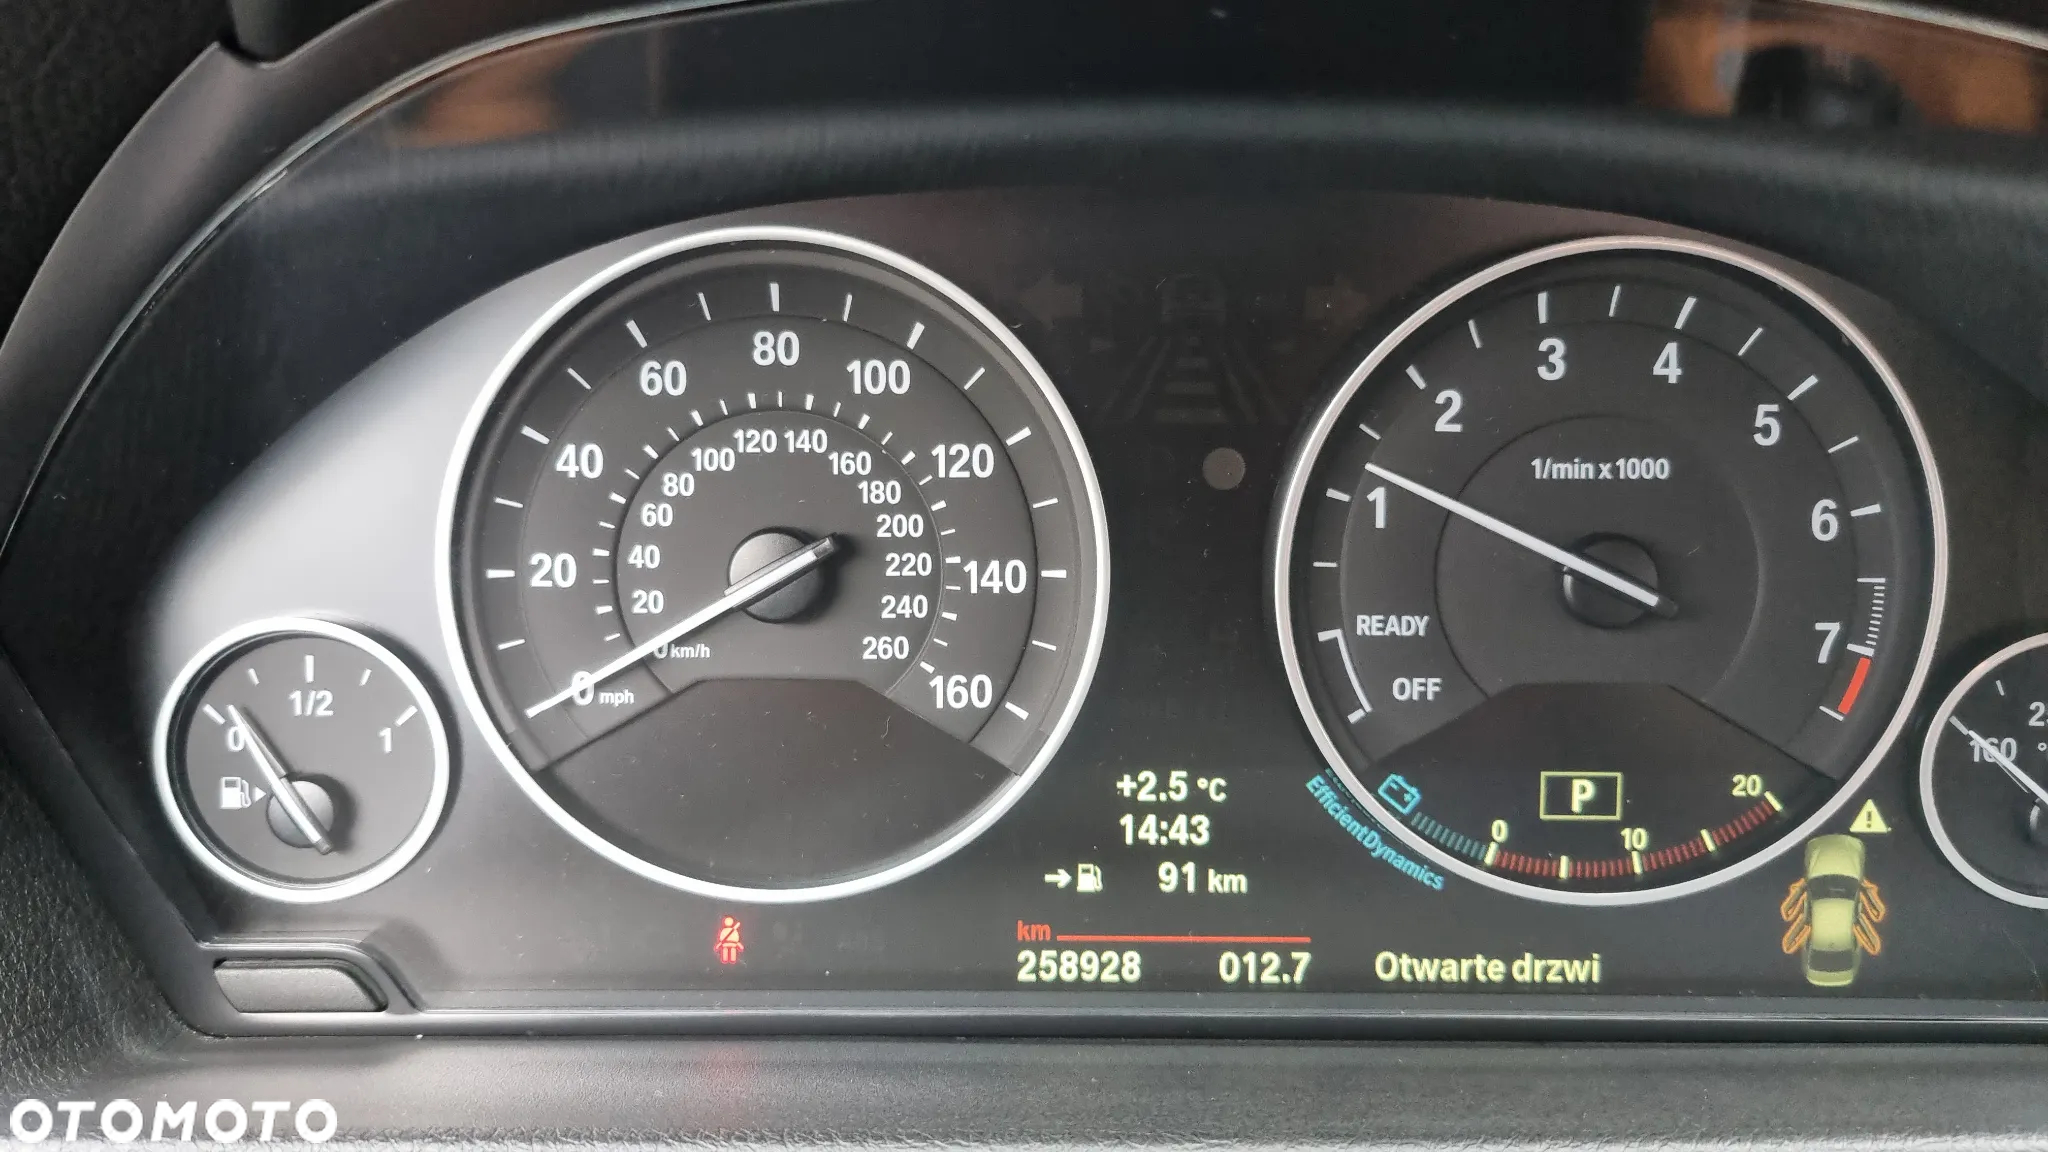 80
60 100
40 120
20 140
0 mph 160
120 140
100 160
80 180
60 200
40 220
20 240
0 km/h 260
1/2
0 1
3 4
2 5
1/min x 1000
1 6
READY 7
OFF
+2.5 °C
14:43
91 km
km
258928 012.7
EfficientDynamics
P
0 10 20
Otwarte drzwi
160
OTOMOTO